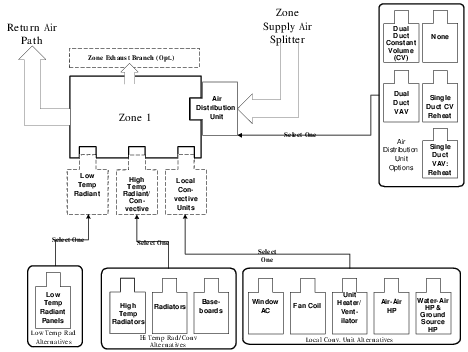 Return Air
Path
Zone
Supply Air
Splitter
Zone Exhaust Branch (Opt.)
Zone 1
Air
Distribution
Unit
Select One
Dual
Duct
Constant
Volume
(CV)
None
Dual
Duct
VAV
Single
Duct CV
Reheat
Air
Distribution
Unit
Options
Single
Duct
VAV:
Reheat
Low
Temp
Radiant
High
Temp
Radiant/
Con-
vective
Local
Con-
vective
Units
Select One
Select One
Select
One
Low
Temp
Radiant
Panels
Low Temp Rad
Alternatives
High
Temp
Radiators
Radiators
Base-
boards
Hi Temp Rad/Conv
Alternatives
Window
AC
Fan Coil
Unit
Heater/
Vent-
ilator
Air-Air
HP
Water-Air
HP &
Ground
Source
HP
Local Conv. Unit Alternatives